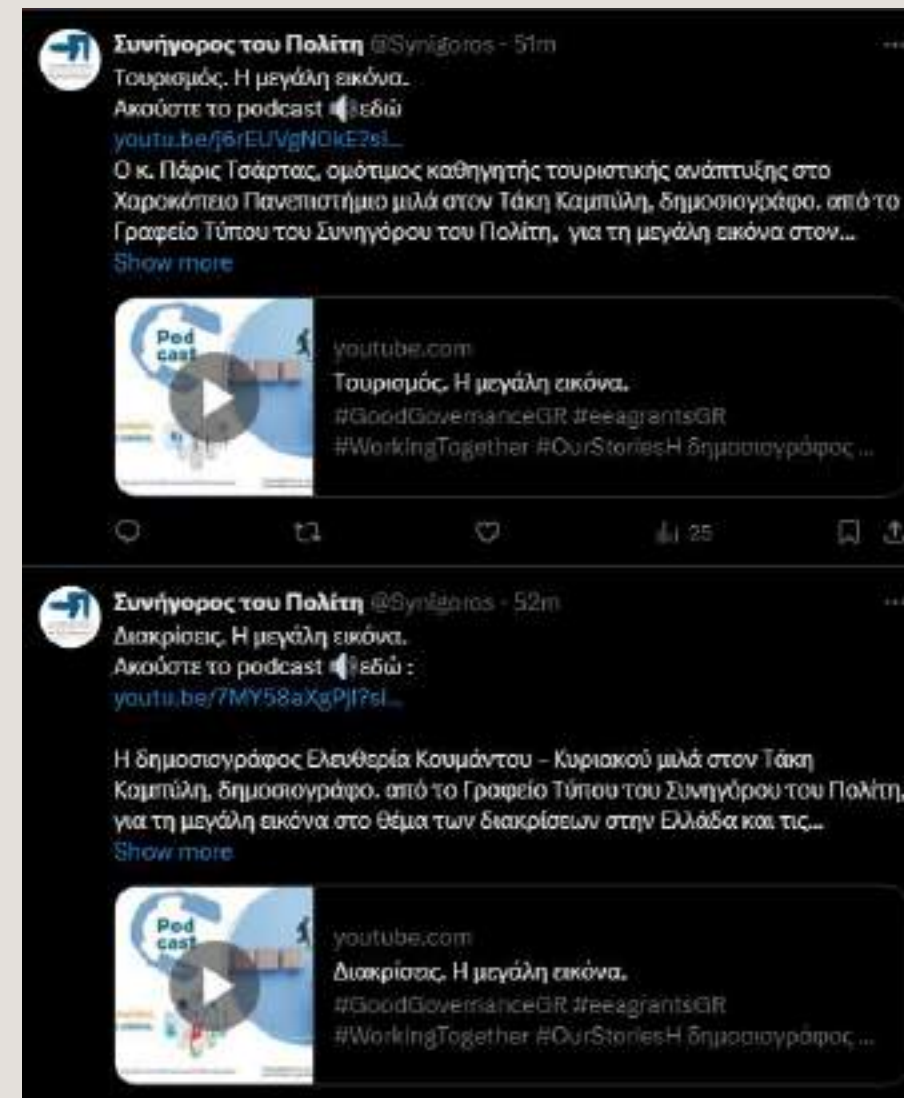 Συνήγορος του Πολίτη @Synigoros · 51m
Τουρισμός. Η μεγάλη εικόνα.
Ακούστε το podcast 🔊εδώ
youtu.be/j6rEUVgN0kE?si...
Ο κ. Πάρις Τσάρτας, ομότιμος καθηγητής τουριστικής ανάπτυξης στο
Χαροκόπειο Πανεπιστήμιο μιλά στον Τάκη Καμπύλη, δημοσιογράφο. από το
Γραφείο Τύπου του Συνηγόρου του Πολίτη, για τη μεγάλη εικόνα στον...
Show more
Pod
cast
youtube.com
Τουρισμός. Η μεγάλη εικόνα.
#GoodGovernanceGR #eeagrantsGR
#WorkingTogether #OurStoriesΗ δημοσιογράφος ...
25
Συνήγορος του Πολίτη @Synigoros · 52m
Διακρίσεις. Η μεγάλη εικόνα.
Ακούστε το podcast 🔊εδώ :
youtu.be/7MY58aXgPjI?si...
Η δημοσιογράφος Ελευθερία Κουμάντου – Κυριακού μιλά στον Τάκη
Καμπύλη, δημοσιογράφο. από το Γραφείο Τύπου του Συνηγόρου του Πολίτη,
για τη μεγάλη εικόνα στο θέμα των διακρίσεων στην Ελλάδα και τις...
Show more
Pod
cast
youtube.com
Διακρίσεις. Η μεγάλη εικόνα.
#GoodGovernanceGR #eeagrantsGR
#WorkingTogether #OurStoriesΗ δημοσιογράφος ...